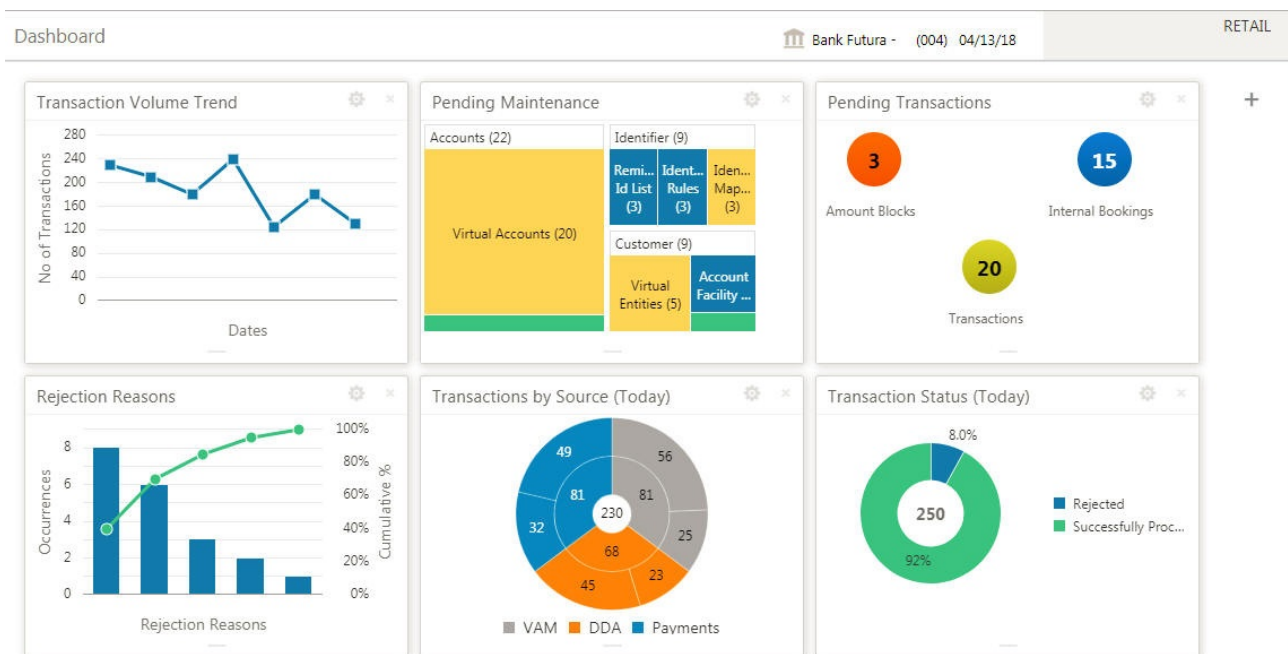 Dashboard
Bank Futura - (004) 04/13/18
RETAIL
Transaction Volume Trend
280
240
200
160
120
80
40
0
No of Transactions
Dates
Pending Maintenance
Accounts (22)
Virtual Accounts (20)
Identifier (9)
Remi...
Id List
(3)
Ident...
Rules
(3)
Iden...
Map...
(3)
Customer (9)
Virtual
Entities (5)
Account
Facility ...
Pending Transactions
3
Amount Blocks
15
Internal Bookings
20
Transactions
+
Rejection Reasons
8
6
4
2
0
Occurrences
100%
80%
60%
40%
20%
0%
Cumulative %
Rejection Reasons
Transactions by Source (Today)
49
56
81
81
230
32
25
68
45
23
VAM DDA Payments
Transaction Status (Today)
8.0%
250
92%
Rejected
Successfully Proc...